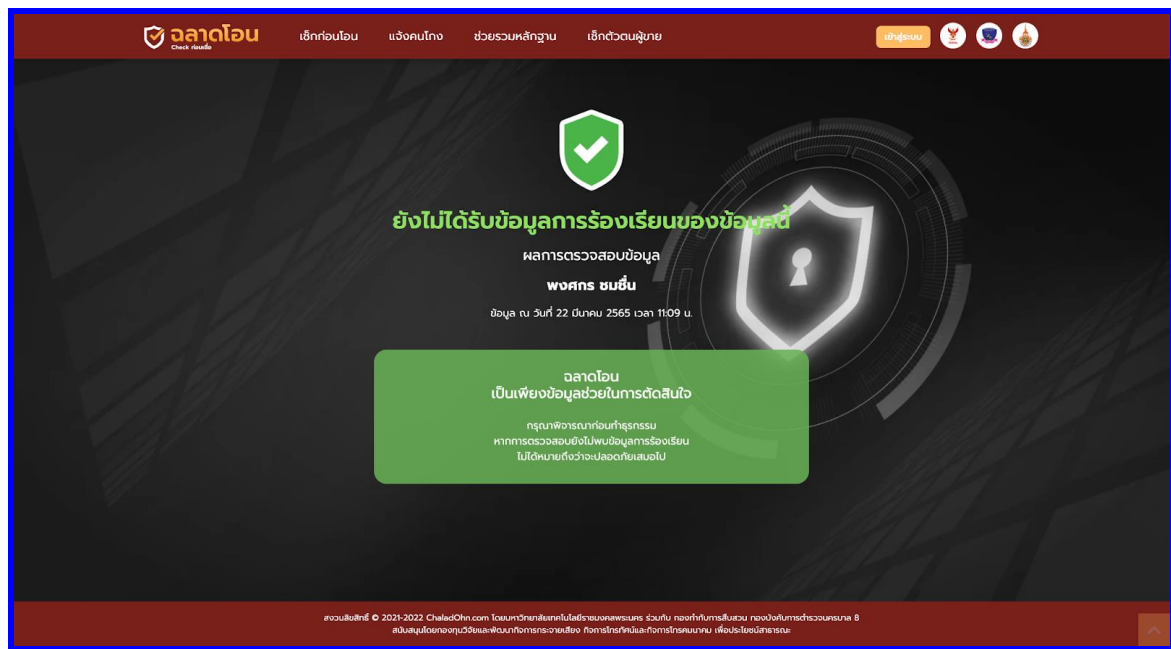 ฉลาดโอน
Check ก่อนเชื่อ
เช็กก่อนโอน แจ้งคนโกง ช่วยรวมหลักฐาน เช็กตัวตนผู้ขาย เข้าสู่ระบบ
ยังไม่ได้รับข้อมูลการร้องเรียนของข้อมูลนี้
ผลการตรวจสอบข้อมูล
พงศกร ชมชื่น
ข้อมูล ณ วันที่ 22 มีนาคม 2565 เวลา 11:09 น.
ฉลาดโอน
เป็นเพียงข้อมูลช่วยในการตัดสินใจ
กรุณาพิจารณาก่อนทำธุรกรรม
หากการตรวจสอบยังไม่พบข้อมูลการร้องเรียน
ไม่ได้หมายถึงว่าจะปลอดภัยเสมอไป
สงวนลิขสิทธิ์ © 2021-2022 ChaladOhn.com โดยมหาวิทยาลัยเทคโนโลยีราชมงคลพระนคร ร่วมกับ กองกำกับการสืบสวน กองบังคับการตำรวจนครบาล 8
สนับสนุนโดยกองทุนวิจัยและพัฒนากิจการกระจายเสียง กิจการโทรทัศน์และกิจการโทรคมนาคม เพื่อประโยชน์สาธารณะ